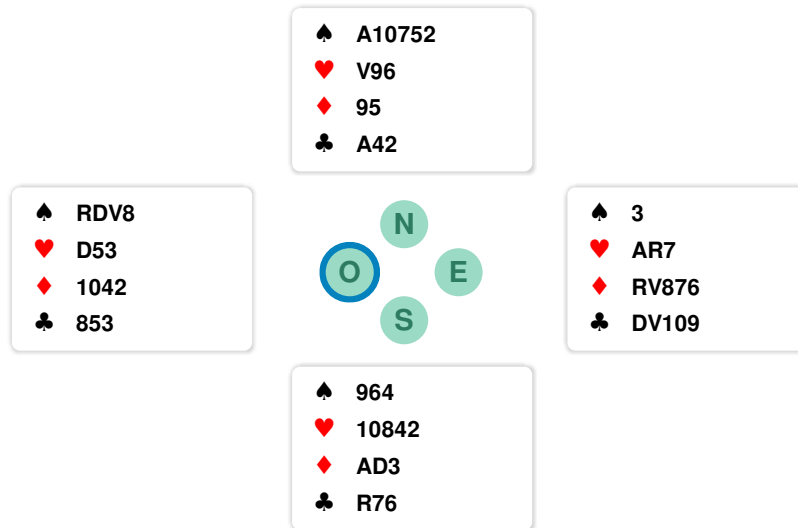 ♠ A10752
♥ V96
♦ 95
♣ A42
♠ RDV8
♥ D53
♦ 1042
♣ 853
N
O
E
S
♠ 3
♥ AR7
♦ RV876
♣ DV109
♠ 964
♥ 10842
♦ AD3
♣ R76